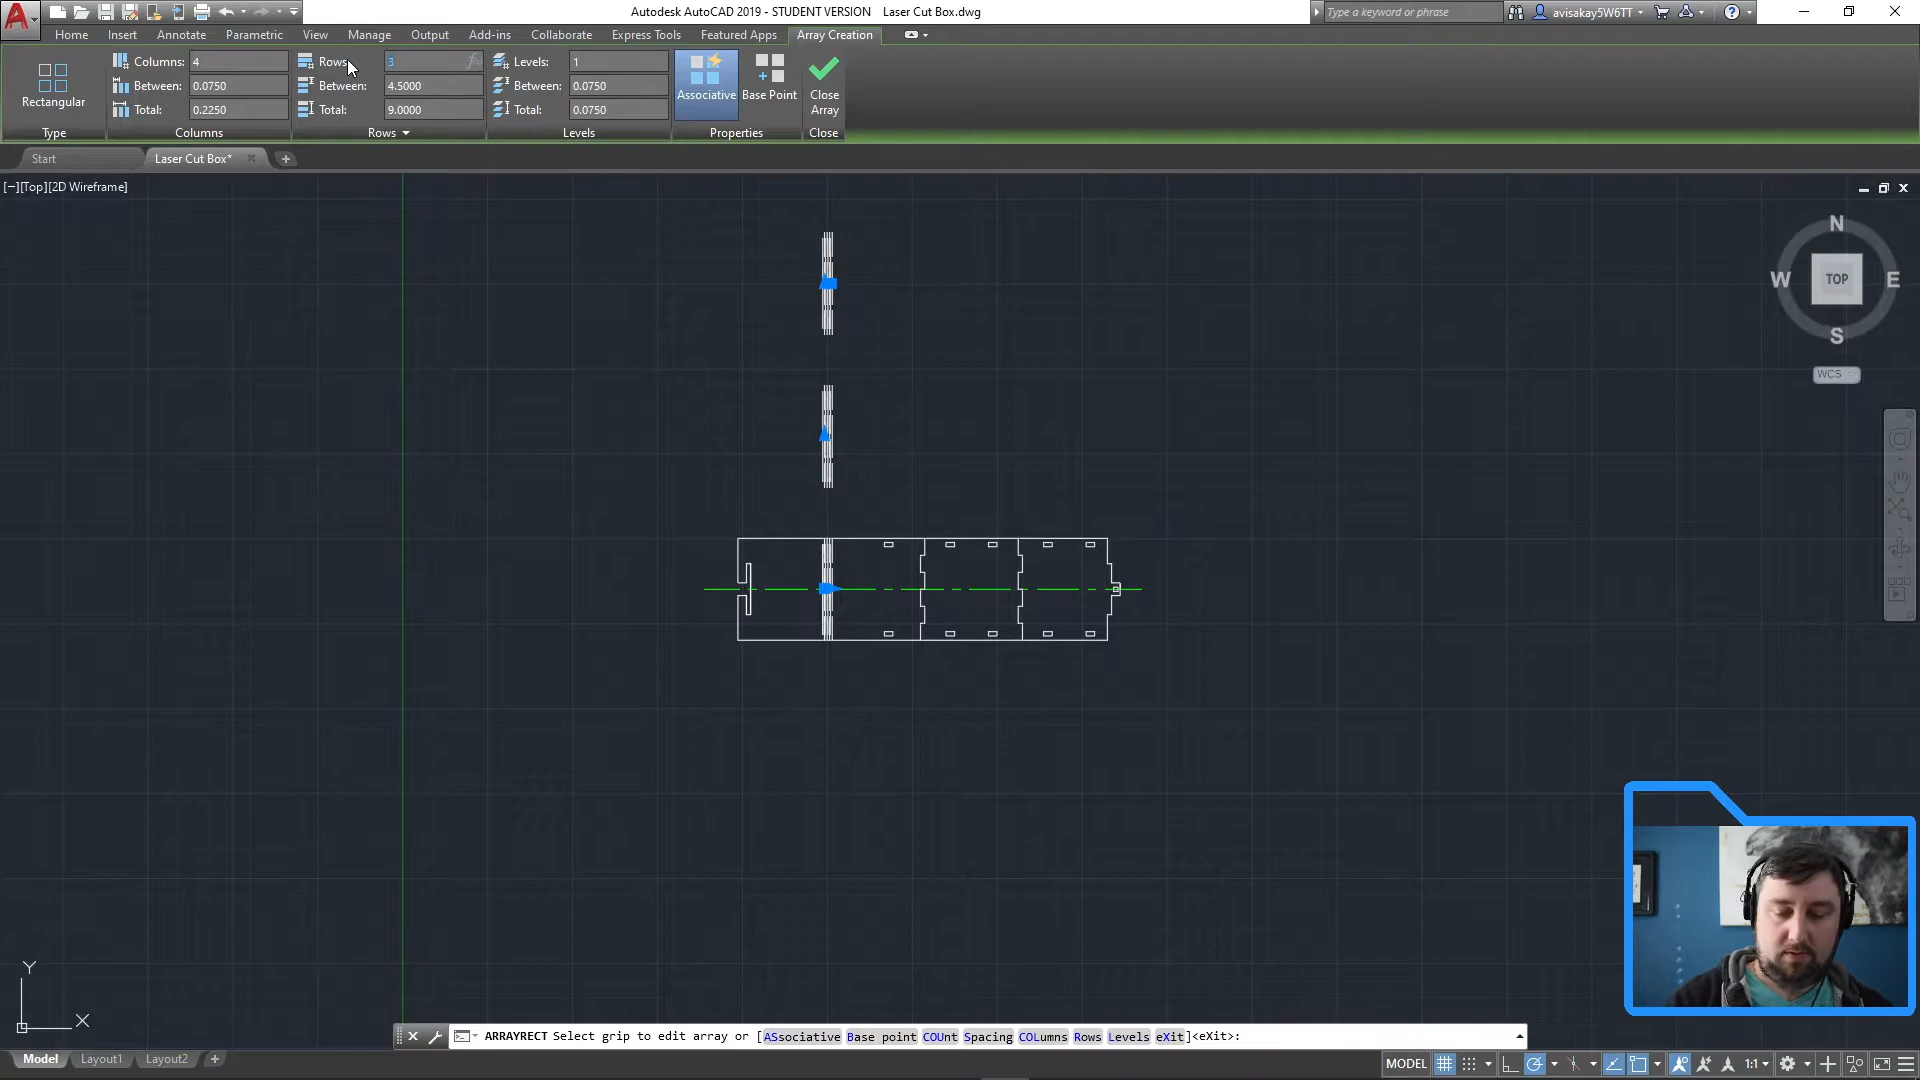 Autodesk AutoCAD 2019 - STUDENT VERSION Laser Cut Box.dwg
Type a keyword or phrase
avisakay5W6TT
Home Insert Annotate Parametric View Manage Output Add-ins Collaborate Express Tools Featured Apps Array Creation
Rectangular
Type
Columns: 4
Between: 0.0750
Total: 0.2250
Columns
Rows: 3
Between: 4.5000
Total: 9.0000
Rows
Levels: 1
Between: 0.0750
Total: 0.0750
Levels
Associative
Base Point
Properties
Close Array
Close
Start
Laser Cut Box*
[−][Top][2D Wireframe]
N
W TOP E
S
WCS
Y
X
ARRAYRECT Select grip to edit array or [ASsociative Base point COUnt Spacing COLumns Rows Levels eXit]<eXit>:
Model Layout1 Layout2
MODEL
1:1